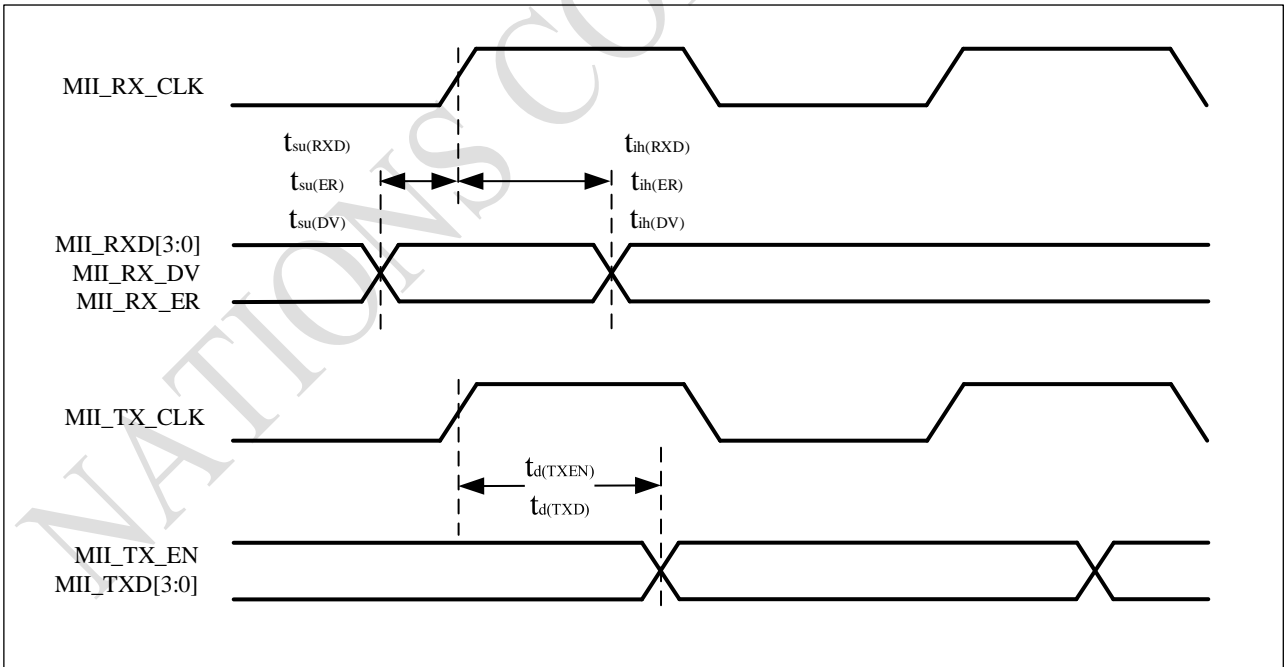 MII_RX_CLK
tsu(RXD)
tih(RXD)
tsu(ER)
tih(ER)
tsu(DV)
tih(DV)
MII_RXD[3:0]
MII_RX_DV
MII_RX_ER
MII_TX_CLK
td(TXEN)
td(TXD)
MII_TX_EN
MII_TXD[3:0]
NATIONS CO